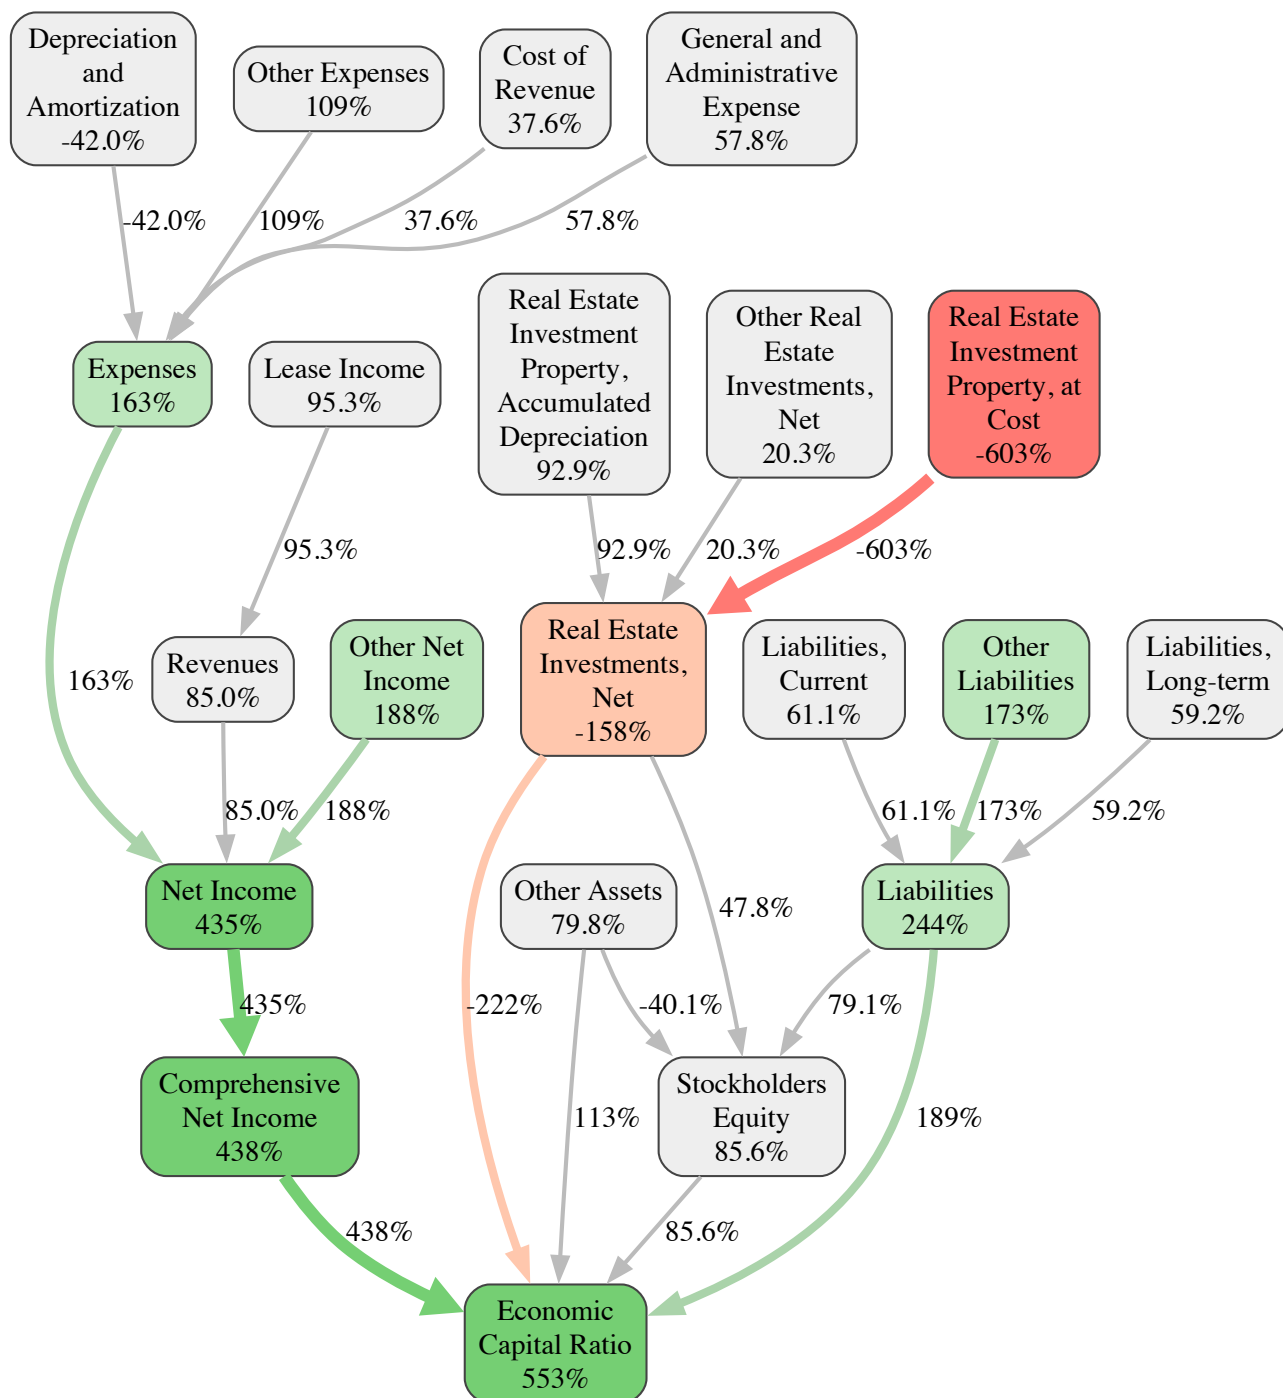 Depreciation
and
Amortization
-42.0%
Other Expenses
109%
Cost of
Revenue
37.6%
General and
Administrative
Expense
57.8%
-42.0%
109%
37.6%
57.8%
Expenses
163%
Lease Income
95.3%
Real Estate
Investment
Property,
Accumulated
Depreciation
92.9%
Other Real
Estate
Investments,
Net
20.3%
Real Estate
Investment
Property, at
Cost
-603%
95.3%
92.9%
20.3%
-603%
163%
Revenues
85.0%
Other Net
Income
188%
Real Estate
Investments,
Net
-158%
Liabilities,
Current
61.1%
Other
Liabilities
173%
Liabilities,
Long-term
59.2%
85.0%
188%
61.1%
173%
59.2%
Net Income
435%
Other Assets
79.8%
47.8%
Liabilities
244%
435%
-222%
-40.1%
79.1%
Comprehensive
Net Income
438%
113%
Stockholders
Equity
85.6%
189%
438%
85.6%
Economic
Capital Ratio
553%